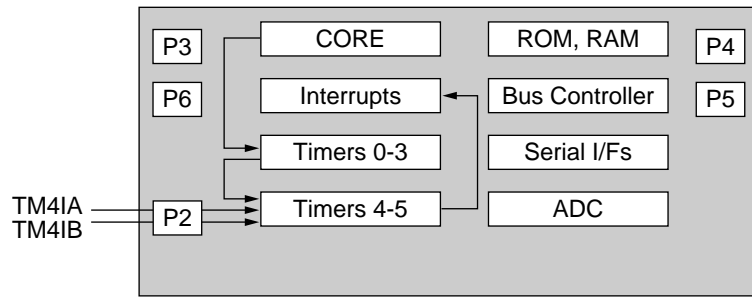 P3 CORE ROM, RAM P4
P6 Interrupts Bus Controller P5
Timers 0-3 Serial I/Fs
TM4IA P2 Timers 4-5 ADC
TM4IB